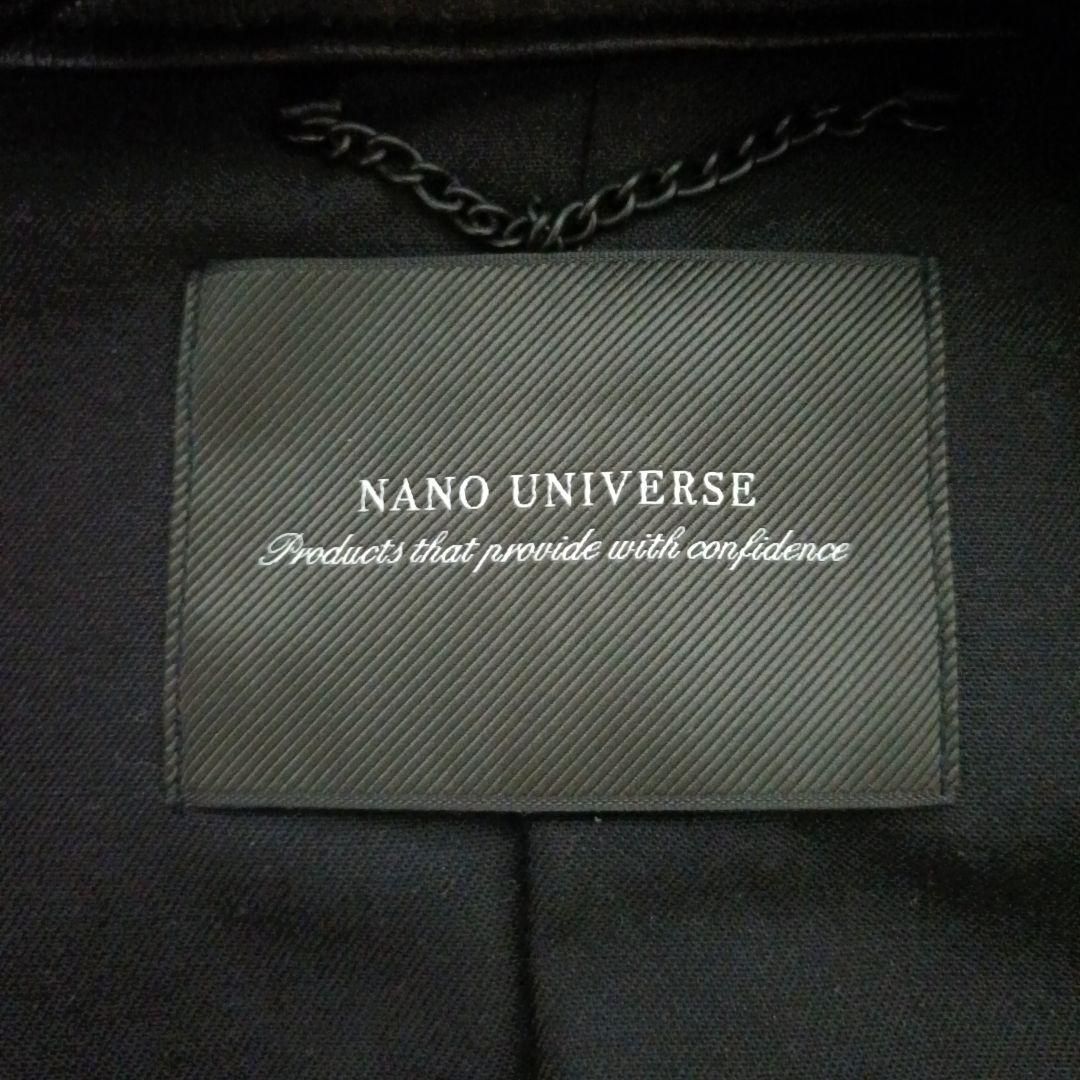 NANO UNIVERSE
Products that provide with confidence